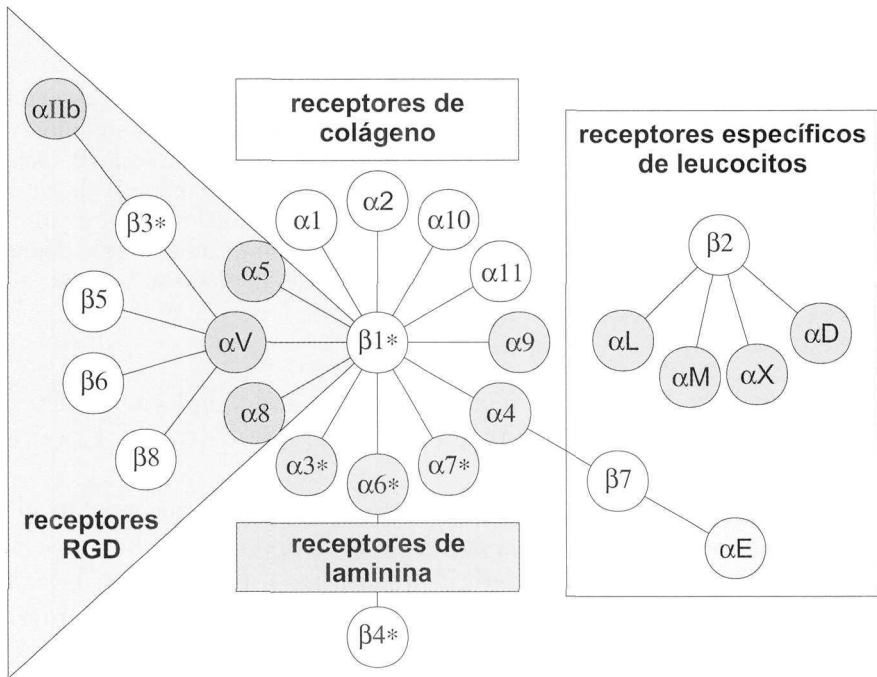 αIIb
β3*
β5
β6
β8
αV
α5
α8
receptores
RGD
receptores de
colágeno
α1
α2
α10
α11
β1*
α9
α4
α3*
α6*
α7*
receptores de
laminina
β4*
receptores específicos
de leucocitos
β2
αL
αM
αX
αD
β7
αE